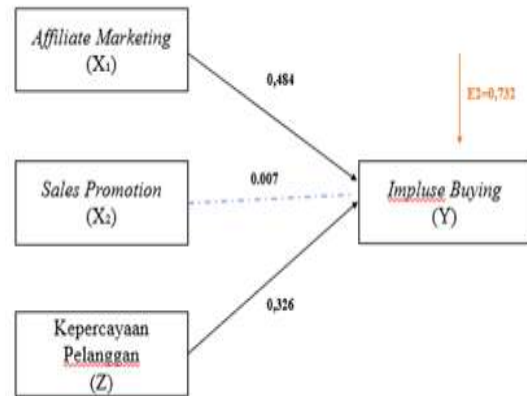 Affiliate Marketing
(X1)
0,484
E2=0,732
Sales Promotion
(X2)
0.007
Impluse Buying
(Y)
0,326
Kepercayaan
Pelanggan
(Z)